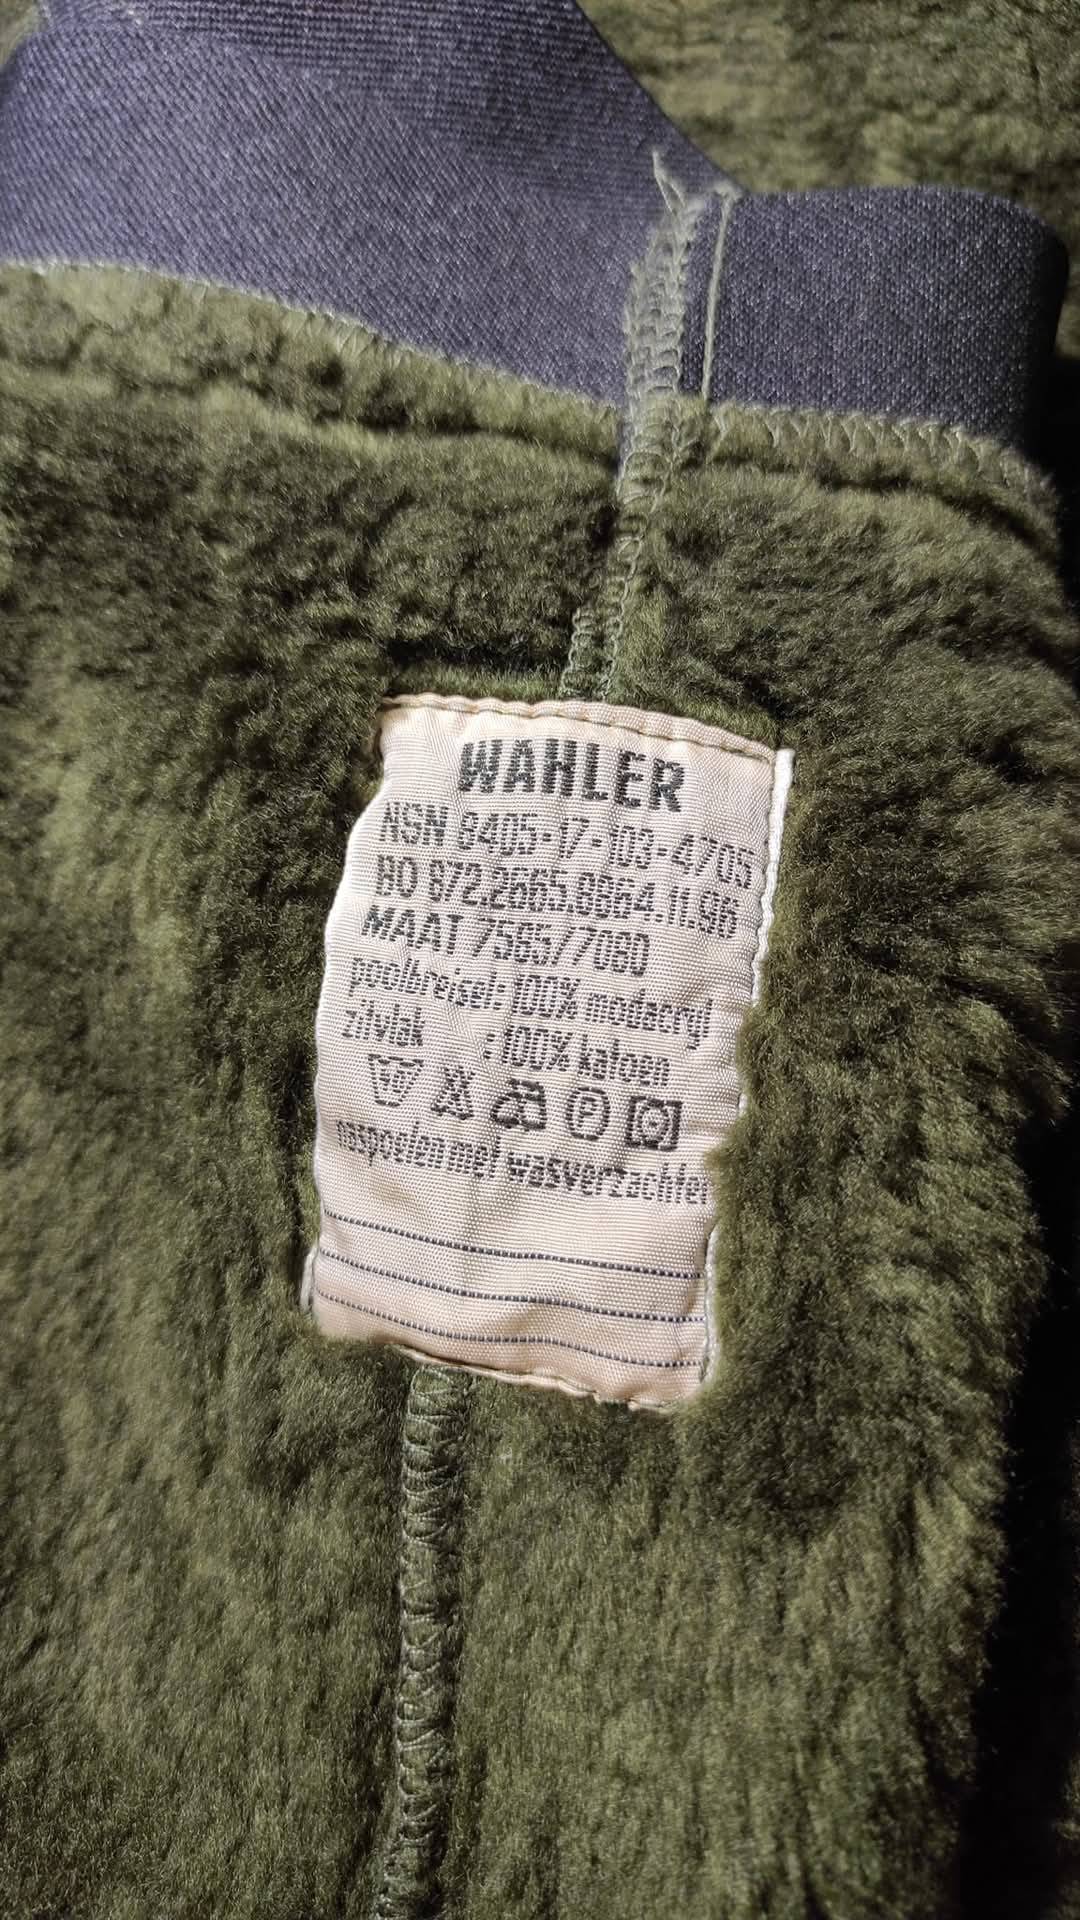 WAHLER
NSN 8405-17-103-4705
BO 872.2665.8864.11.96
MAAT 7585/7080
poolbreisel: 100% modacryl
zitvlak : 100% katoen
P
naspoelen met wasverzachter